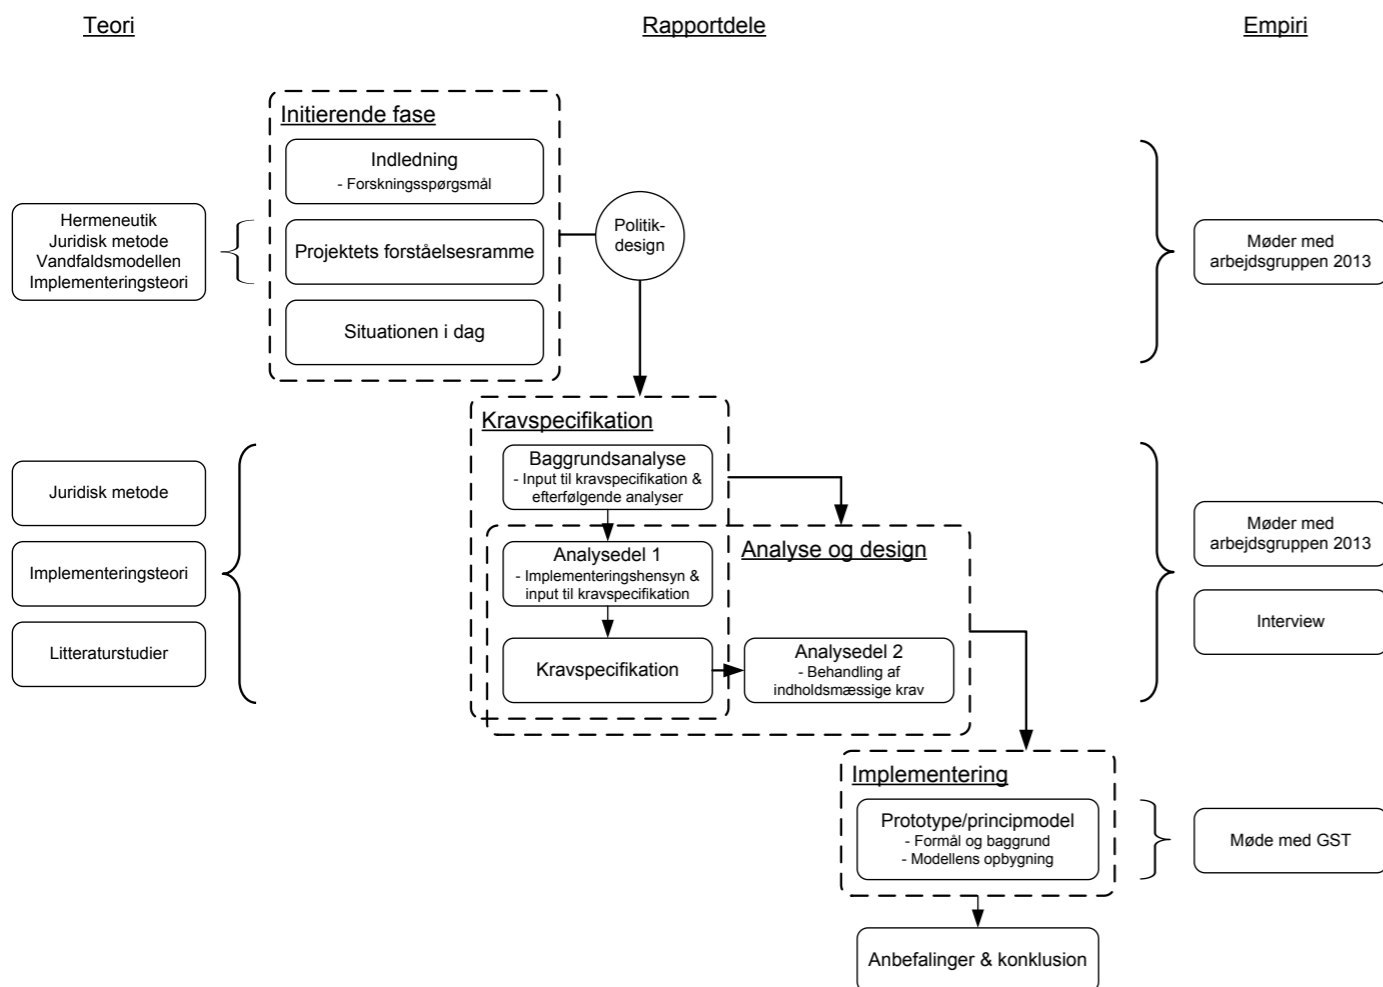 Teori
Rapportdele
Empiri
Initierende fase
Indledning
- Forskningsspørgsmål
Projektets forståelsesramme
Situationen i dag
Hermeneutik
Juridisk metode
Vandfaldsmodellen
Implementeringsteori
Politik-
design
Møder med
arbejdsgruppen 2013
Kravspecifikation
Baggrundsanalyse
- Input til kravspecifikation &
efterfølgende analyser
Analysedel 1
- Implementeringshensyn &
input til kravspecifikation
Kravspecifikation
Analyse og design
Analysedel 2
- Behandling af
indholdsmæssige krav
Juridisk metode
Implementeringsteori
Litteraturstudier
Møder med
arbejdsgruppen 2013
Interview
Implementering
Prototype/principmodel
- Formål og baggrund
- Modellens opbygning
Møde med GST
Anbefalinger & konklusion